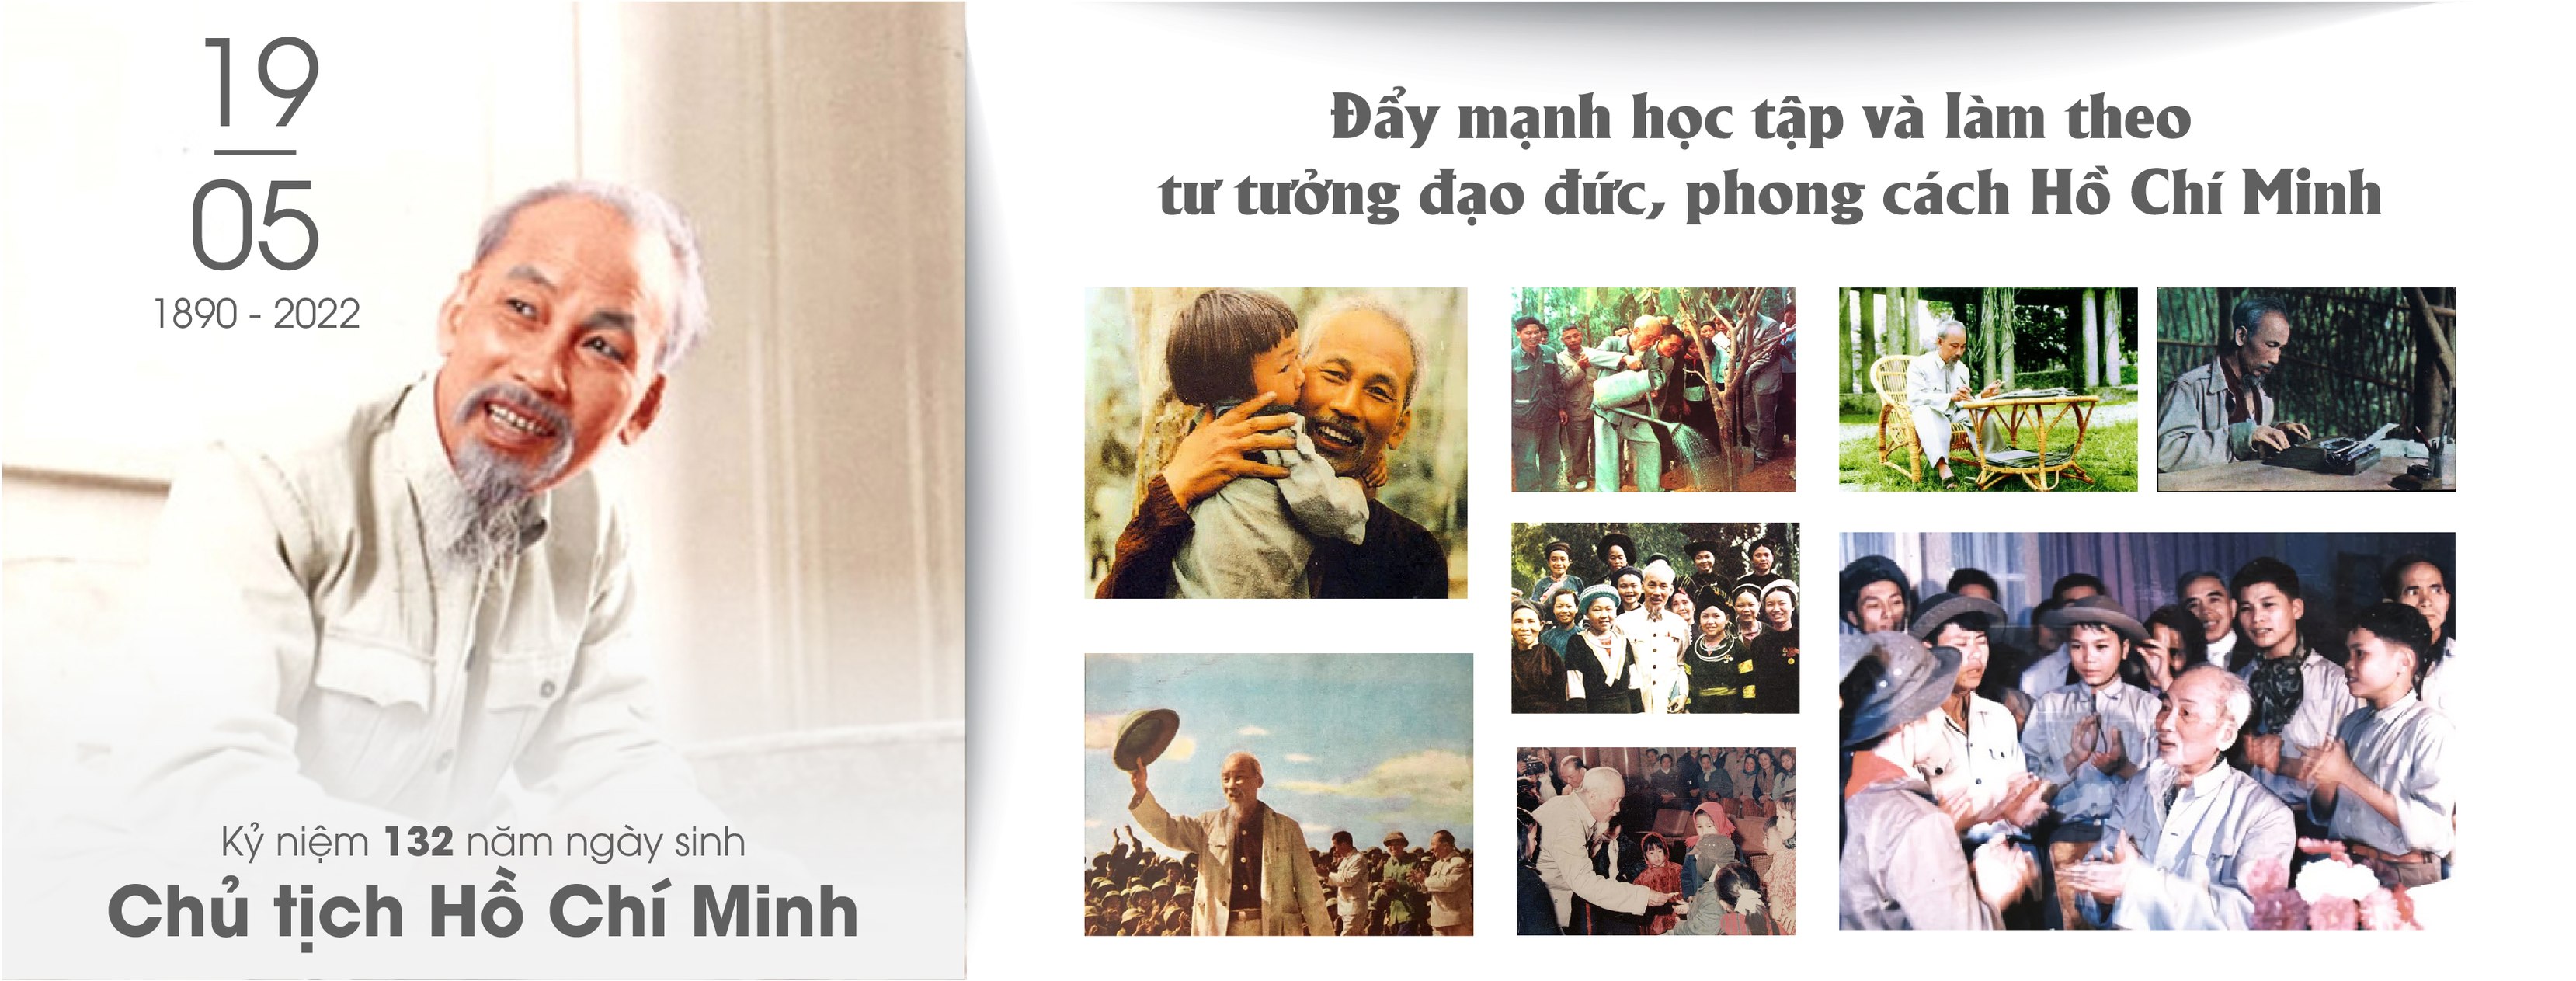 19
05
1890 - 2022
Kỷ niệm 132 năm ngày sinh
Chủ tịch Hồ Chí Minh
Đẩy mạnh học tập và làm theo
tư tưởng đạo đức, phong cách Hồ Chí Minh